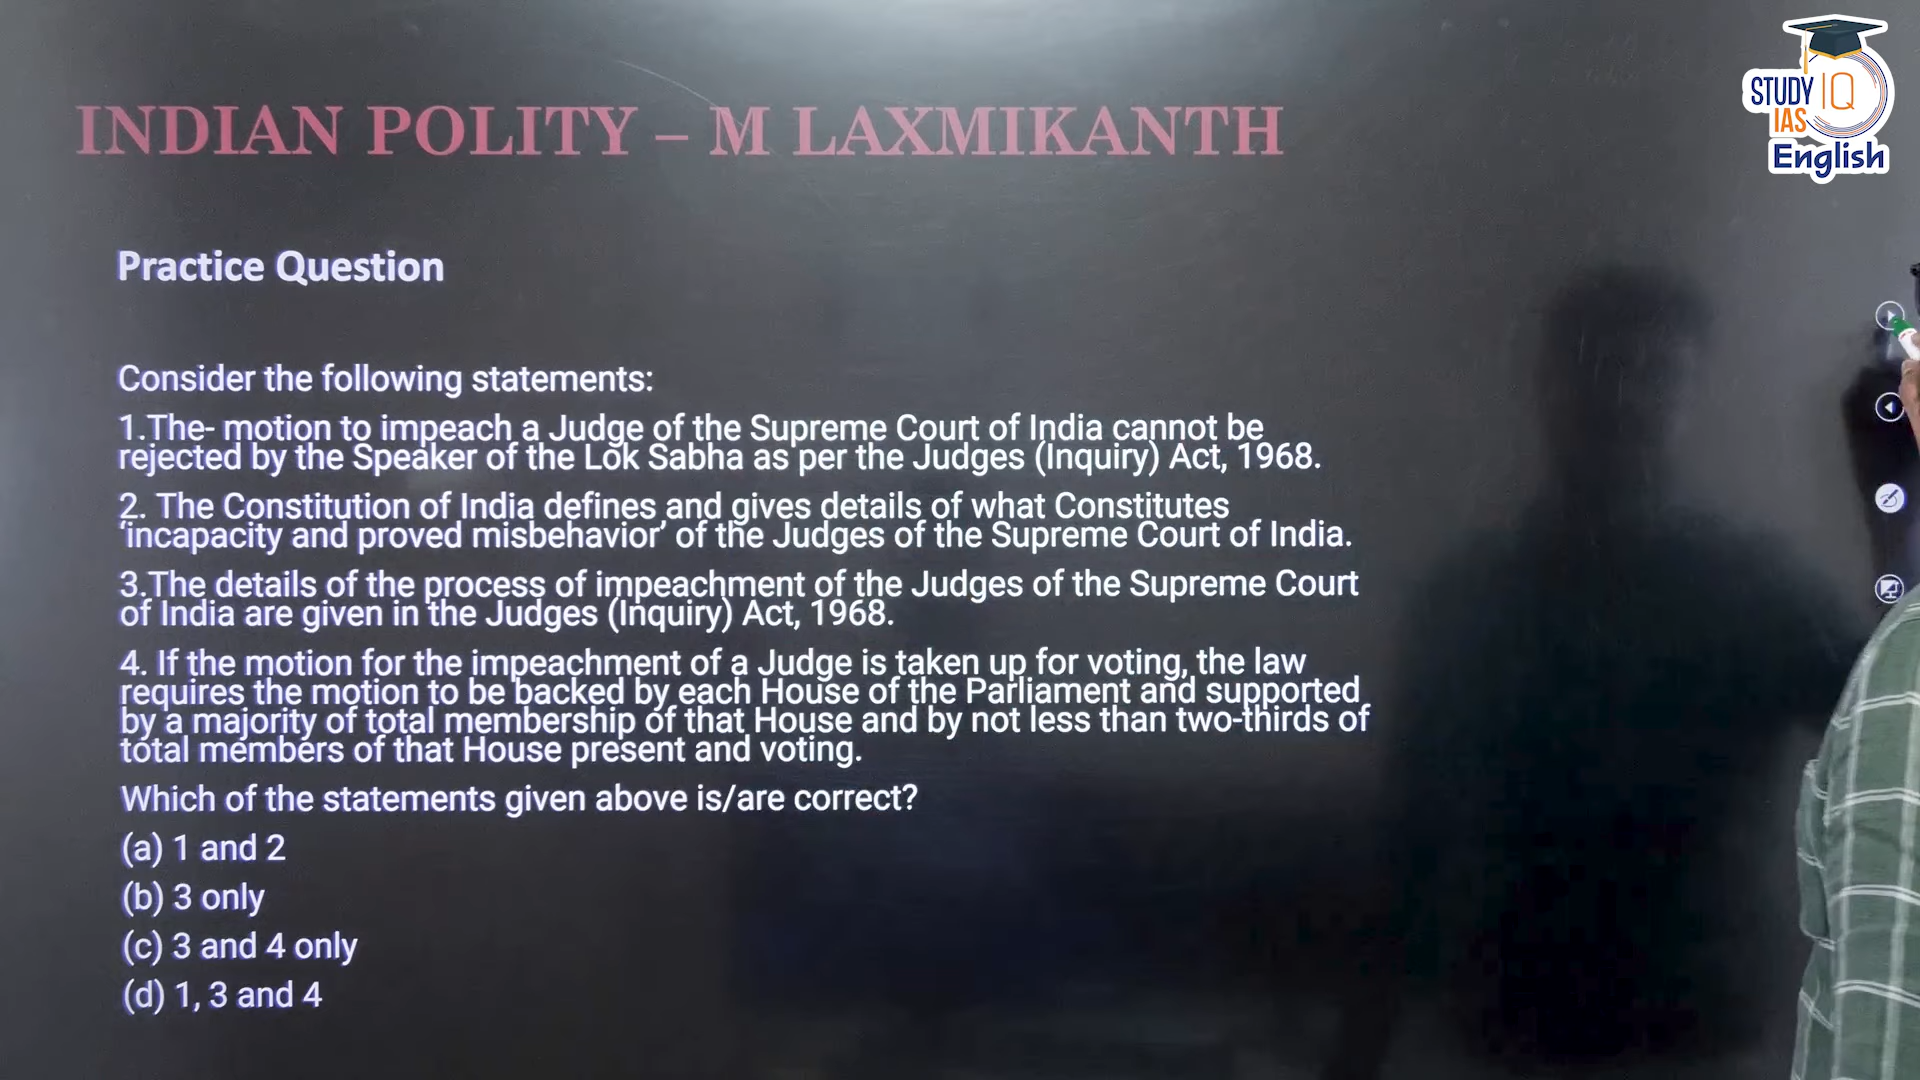 STUDY IQ
IAS
English
INDIAN POLITY – M LAXMIKANTH
Practice Question
Consider the following statements:
1.The- motion to impeach a Judge of the Supreme Court of India cannot be
rejected by the Speaker of the Lok Sabha as per the Judges (Inquiry) Act, 1968.
2. The Constitution of India defines and gives details of what Constitutes
‘incapacity and proved misbehavior’ of the Judges of the Supreme Court of India.
3.The details of the process of impeachment of the Judges of the Supreme Court
of India are given in the Judges (Inquiry) Act, 1968.
4. If the motion for the impeachment of a Judge is taken up for voting, the law
requires the motion to be backed by each House of the Parliament and supported
by a majority of total membership of that House and by not less than two-thirds of
total members of that House present and voting.
Which of the statements given above is/are correct?
(a) 1 and 2
(b) 3 only
(c) 3 and 4 only
(d) 1, 3 and 4